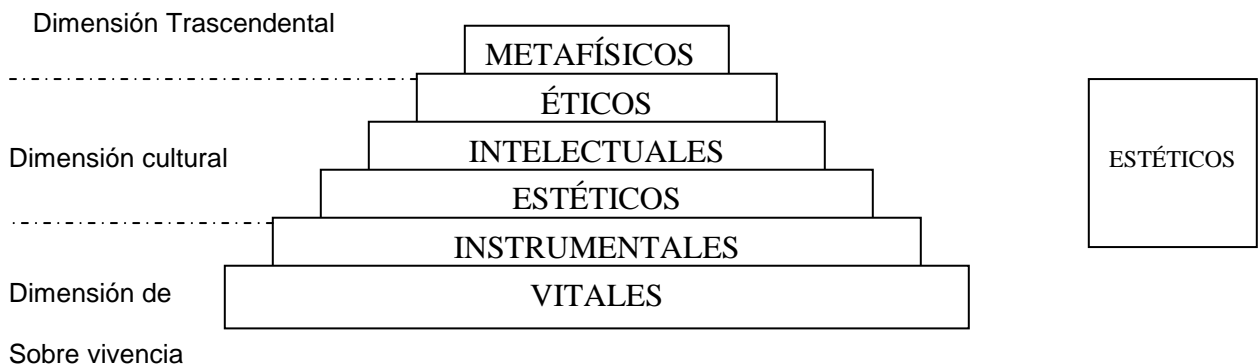 Dimensión Trascendental
METAFÍSICOS
ÉTICOS
Dimensión cultural
INTELECTUALES
ESTÉTICOS
ESTÉTICOS
INSTRUMENTALES
Dimensión de
VITALES
Sobre vivencia